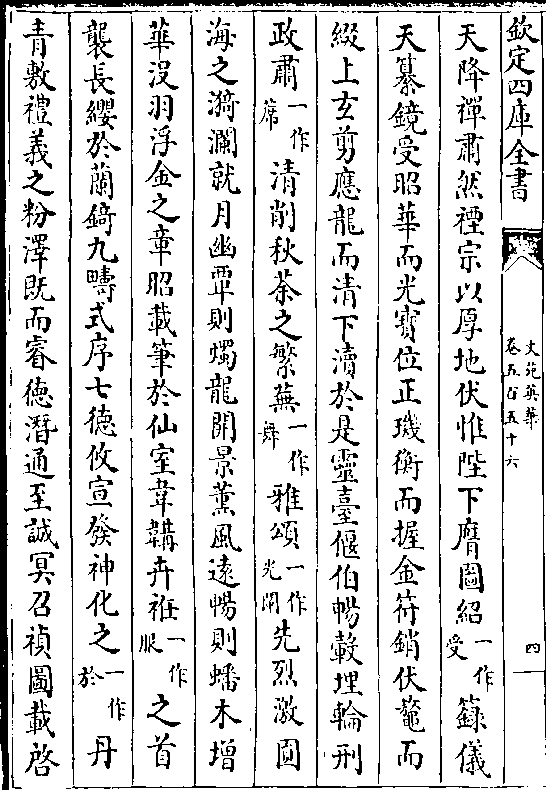 欽定四庫全書
文苑英華
卷五百五十六
四
天降禪肅然禋宗以厚地伏惟陛下膺圖紹一作受籙儀
天纂鏡受昭華而光寶位正璣衡而握金符銷伏鼇而
綴上玄剪應龍而清下瀆於是靈臺偃伯暢轂埋輪刑
政肅一作席清削秋荼之繁蕪一作舞雅頌一作光開先烈激圓
海之漪瀾就月幽覃則燭龍開景薰風遠暢則蟠木增
華沒羽浮金之章昭載筆於仙室韋韝卉袵一作服之首
襲長纓於蘭錡九疇式序七德攸宣發神化之一作於丹
青敷禮義之粉澤既而睿德潛通至誠冥召禎圖載啓